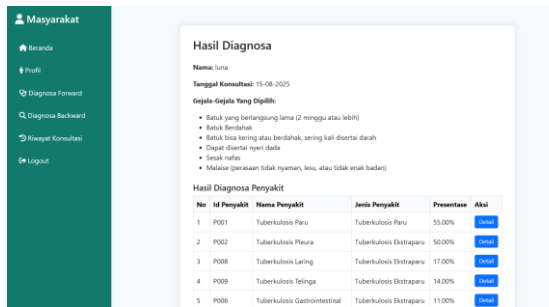 Masyarakat
Beranda
Profil
Diagnosa Forward
Diagnosa Backward
Riwayat Konsultasi
Logout
Hasil Diagnosa
Nama: luna
Tanggal Konsultasi: 15-08-2025
Gejala-Gejala Yang Dipilih:
Batuk yang berlangsung lama (2 minggu atau lebih)
Batuk Berdahak
Batuk bisa kering atau berdahak, sering kali disertai darah
Dapat disertai nyeri dada
Sesak nafas
Malaise (perasaan tidak nyaman, lesu, atau tidak enak badan)
Hasil Diagnosa Penyakit
No Id Penyakit Nama Penyakit Jenis Penyakit Presentase Aksi
1 P001 Tuberkulosis Paru Tuberkulosis Paru 55.00% Detail
2 P002 Tuberkulosis Pleura Tuberkulosis Ekstraparu 50.00% Detail
3 P008 Tuberkulosis Laring Tuberkulosis Ekstraparu 17.00% Detail
4 P009 Tuberkulosis Telinga Tuberkulosis Ekstraparu 14.00% Detail
5 P006 Tuberkulosis Gastrointestinal Tuberkulosis Ekstraparu 11.00% Detail